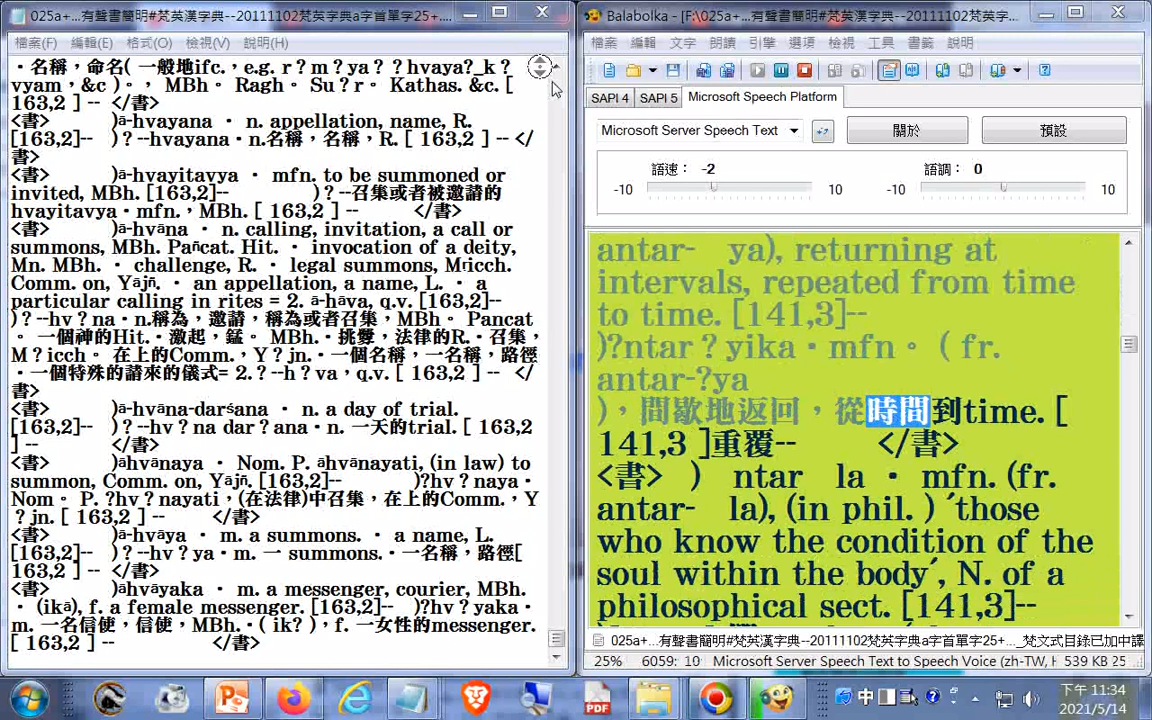 025a+...有聲書簡明#梵英漢字典--20111102梵英字典a字首單字25+...
檔案(F) 編輯(E) 格式(O) 檢視(V) 說明(H)
‧名稱，命名( 一般地ifc.，e.g. r？m？ya？？hvaya?_k？
vyam，&c )。， MBh。 Ragh。 Su？r。 Kathas. &c. [
163,2 ] -- </書>
<書> )ā-hvayana ‧ n. appellation, name, R.
[163,2]-- )？--hvayana‧n.名稱，名稱，R. [ 163,2 ] -- </
書>
<書> )ā-hvayitavya ‧ mfn. to be summoned or
invited, MBh. [163,2]-- )？--召集或者被邀請的
hvayitavya‧mfn.，MBh. [ 163,2 ] -- </書>
<書> )ā-hvāna ‧ n. calling, invitation, a call or
summons, MBh. Pañcat. Hit. ‧ invocation of a deity,
Mn. MBh. ‧ challenge, R. ‧ legal summons, Mṛicch.
Comm. on, Yājñ. ‧ an appellation, a name, L. ‧ a
particular calling in rites = 2. ā-hāva, q.v. [163,2]--
)？--hv？na‧n.稱為，邀請，稱為或者召集，MBh。 Pancat
。一個神的Hit.‧激起，錳。 MBh.‧挑釁，法律的R.‧召集，
M？icch。 在上的Comm.，Y？jn.‧一個名稱，一名稱，路徑
‧一個特殊的請來的儀式= 2.？--h？va，q.v. [ 163,2 ] -- </
書>
<書> )ā-hvāna-darśana ‧ n. a day of trial.
[163,2]-- )？--hv？na dar？ana‧n. 一天的trial. [ 163,2
] -- </書>
<書> )āhvānaya ‧ Nom. P. āhvānayati, (in law) to
summon, Comm. on, Yājñ. [163,2]-- )?hv？naya‧
Nom。 P. ?hv？nayati，(在法律)中召集，在上的Comm.，Y
？jn. [ 163,2 ] -- </書>
<書> )ā-hvāya ‧ m. a summons. ‧ a name, L.
[163,2]-- )？--hv？ya‧m. 一 summons.‧一名稱，路徑[
163,2 ] -- </書>
<書> )āhvāyaka ‧ m. a messenger, courier, MBh.
‧ (ikā), f. a female messenger. [163,2]-- )?hv？yaka‧
m. 一名信使，信使，MBh.‧( ik? )，f. 一女性的messenger.
[ 163,2 ] -- </書>
Balabolka - [F:\025a+...有聲書簡明#梵英漢字典--20111102梵英字...
檔案 編輯 文字 朗讀 引擎 選項 檢視 工具 書籤 說明
SAPI 4 SAPI 5 Microsoft Speech Platform
Microsoft Server Speech Text 關於 預設
語速: -2 語調: 0
-10 10 -10 10
antar- ya), returning at
intervals, repeated from time
to time. [141,3]--
)?ntar？yika‧mfn。 ( fr.
antar-?ya
)，間歇地返回，從時間到time. [
141,3 ]重覆-- </書>
<書> ) ntar la ‧ mfn. (fr.
antar- la), (in phil. ) ´those
who know the condition of the
soul within the body´, N. of a
philosophical sect. [141,3]--
025a+...有聲書簡明#梵英漢字典--20111102梵英字典a字首單字25+..._梵文式目錄已加中譯
25% 6059: 10 Microsoft Server Speech Text to Speech Voice (zh-TW, H 539 KB 25
PDF
中
下午 11:34
2021/5/14